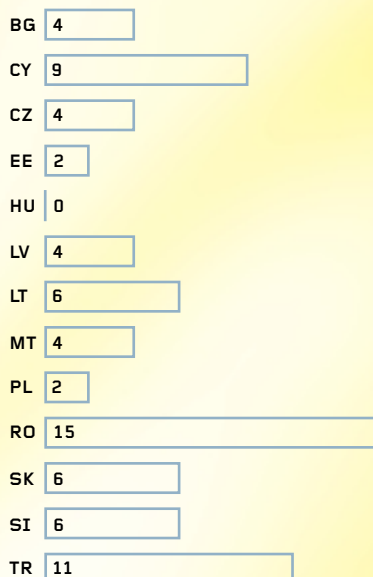 BG 4
CY 9
CZ 4
EE 2
HU 0
LV 4
LT 6
MT 4
PL 2
RO 15
SK 6
SI 6
TR 11